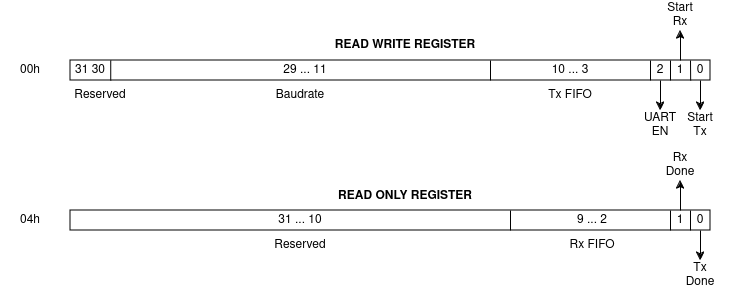 Start
Rx
READ WRITE REGISTER
00h
31 30
29 ... 11
10 ... 3
2
1
0
Reserved
Baudrate
Tx FIFO
UART
EN
Start
Tx
Rx
Done
READ ONLY REGISTER
04h
31 ... 10
9 ... 2
1
0
Reserved
Rx FIFO
Tx
Done